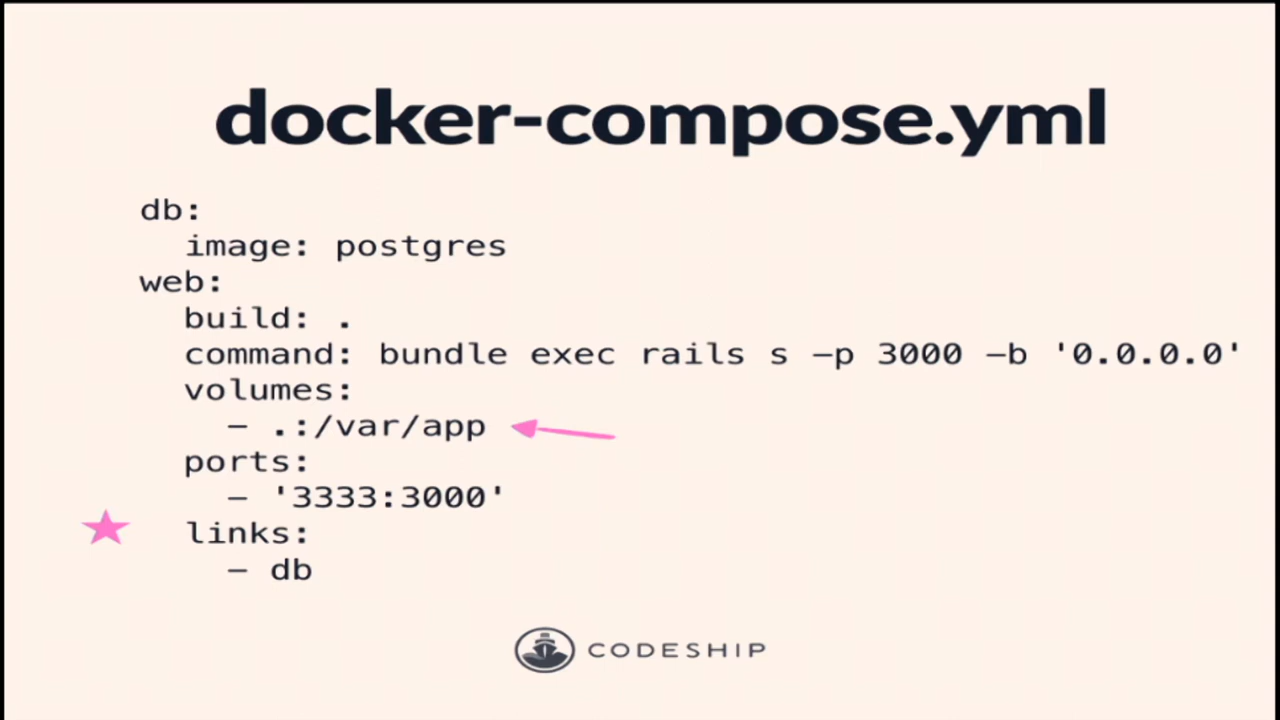 docker-compose.yml
db:
  image: postgres
web:
  build: .
  command: bundle exec rails s –p 3000 –b '0.0.0.0'
  volumes:
    – .:/var/app
  ports:
    – '3333:3000'
  links:
    – db
CODESHIP